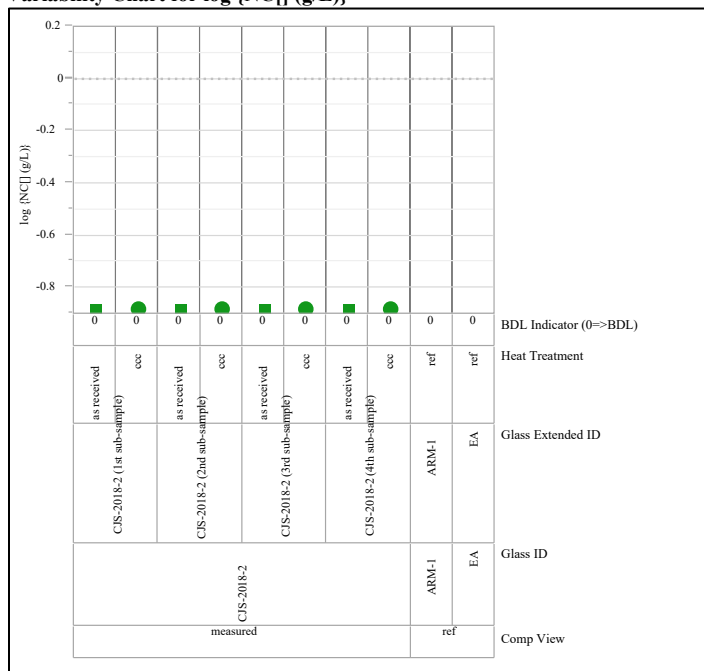 Variability Chart for log {NC[] (g/L)}
0.2
0
-0.2
-0.4
-0.6
-0.8
log {NC[] (g/L)}
0 0 0 0 0 0 0 0 0 0 BDL Indicator (0=>BDL)
as received ccc as received ccc as received ccc as received ccc ref ref Heat Treatment
CJS-2018-2 (1st sub-sample) CJS-2018-2 (2nd sub-sample) CJS-2018-2 (3rd sub-sample) CJS-2018-2 (4th sub-sample) ARM-1 EA Glass Extended ID
CJS-2018-2 ARM-1 EA Glass ID
measured ref Comp View